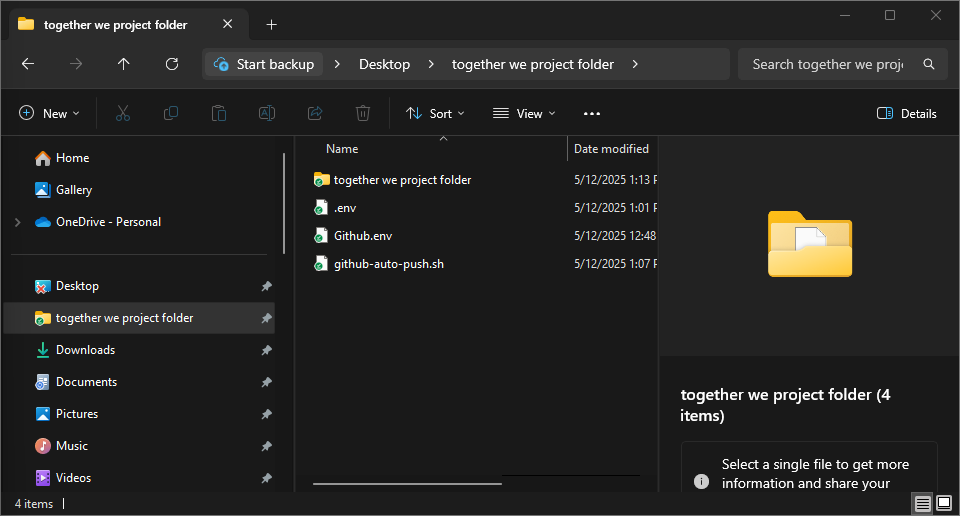 together we project folder
Start backup
Desktop
together we project folder
Search together we proj
New
Sort
View
Details
Home
Gallery
OneDrive - Personal
Desktop
together we project folder
Downloads
Documents
Pictures
Music
Videos
Name
Date modified
together we project folder
5/12/2025 1:13 P
.env
5/12/2025 1:01 P
Github.env
5/12/2025 12:48
github-auto-push.sh
5/12/2025 1:07 P
together we project folder (4
items)
Select a single file to get more
information and share your
4 items